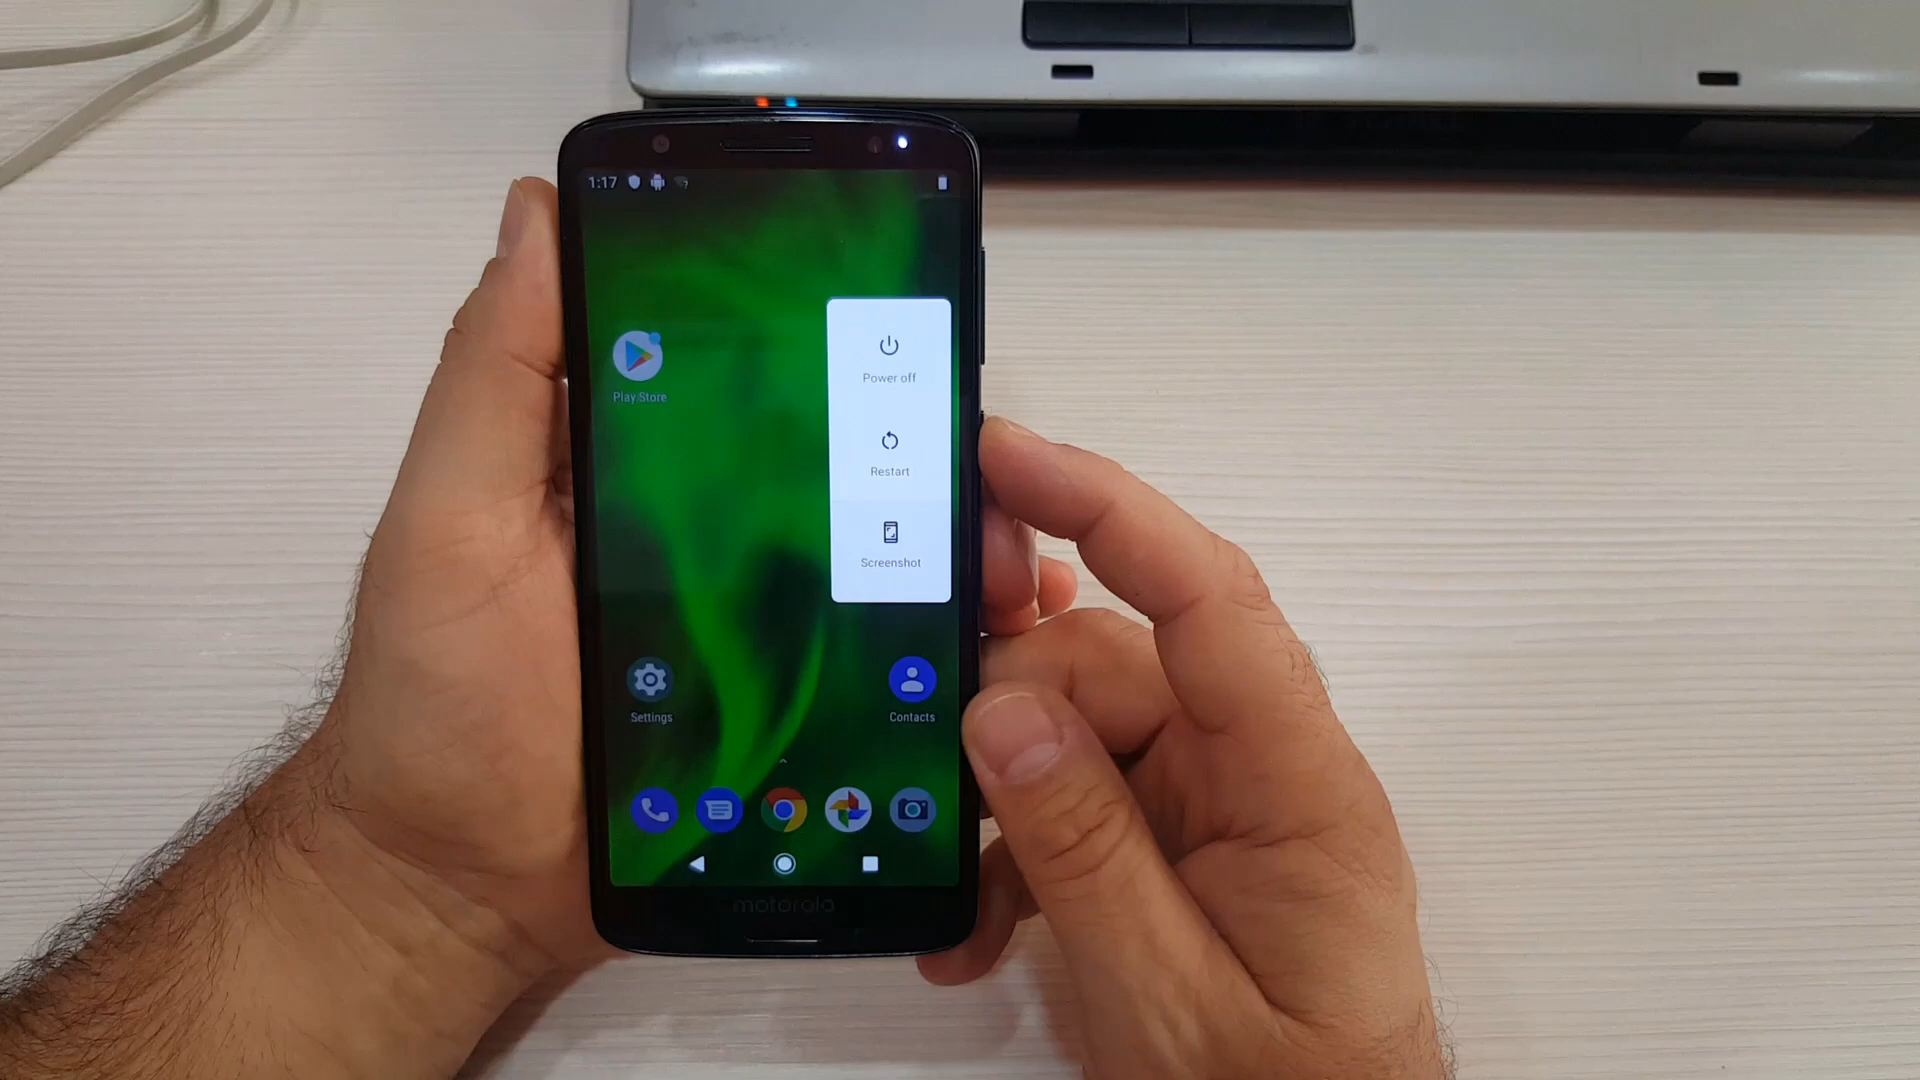 1:17
Power off
Play Store
Restart
Screenshot
Settings
Contacts
motorola